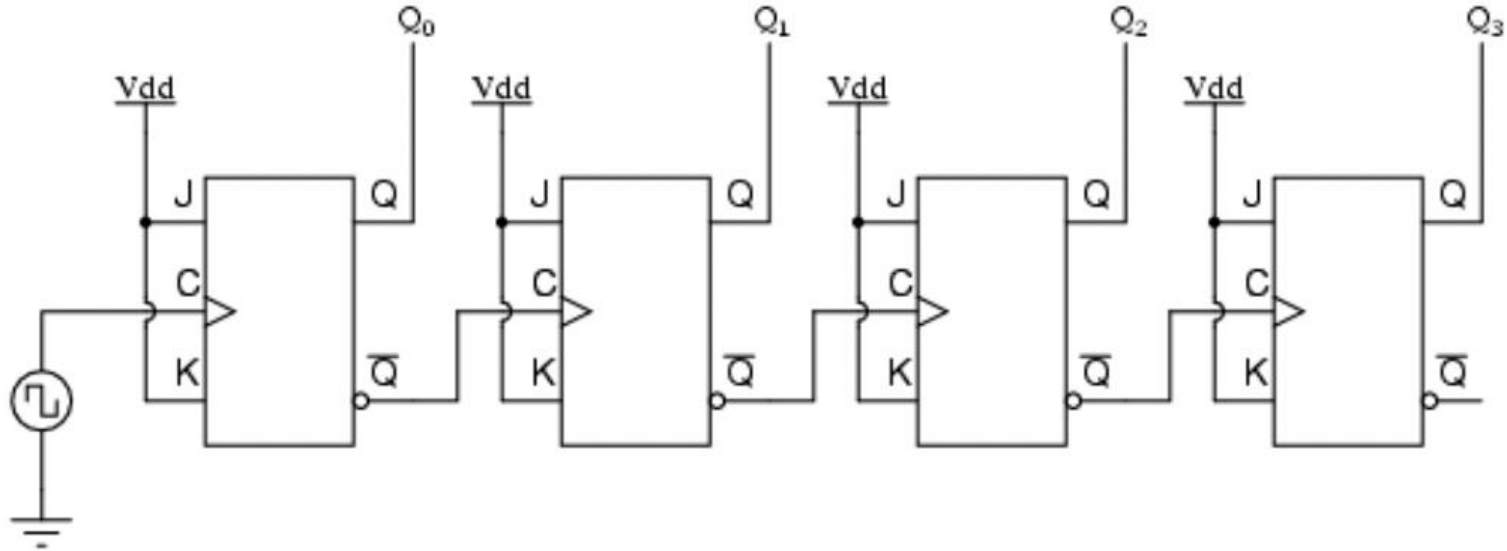 Q₀ Q₁ Q₂ Q₃
Vdd Vdd Vdd Vdd
J Q J Q J Q J Q
C C C C
K Q̅ K Q̅ K Q̅ K Q̅